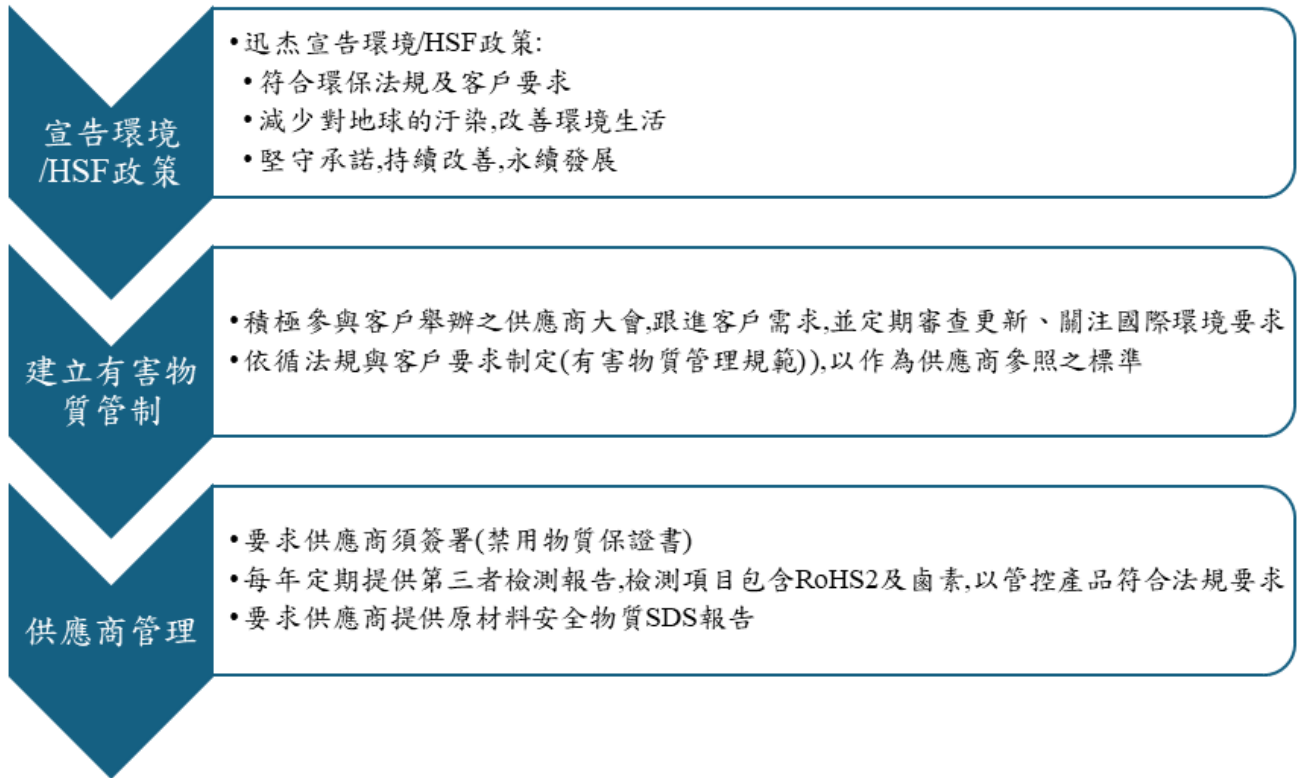 宣告環境
/HSF政策
•迅杰宣告環境/HSF政策:
•符合環保法規及客戶要求
•減少對地球的汙染,改善環境生活
•堅守承諾,持續改善,永續發展
建立有害物
質管制
•積極參與客戶舉辦之供應商大會,跟進客戶需求,並定期審查更新、關注國際環境要求
•依循法規與客戶要求制定(有害物質管理規範)),以作為供應商參照之標準
供應商管理
•要求供應商須簽署(禁用物質保證書)
•每年定期提供第三者檢測報告,檢測項目包含RoHS2及鹵素,以管控產品符合法規要求
•要求供應商提供原材料安全物質SDS報告